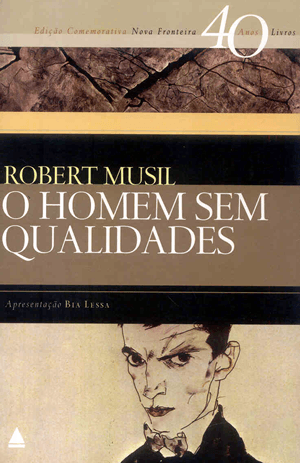 Edição Comemorativa Nova Fronteira 40 Anos Livros
ROBERT MUSIL
O HOMEM SEM
QUALIDADES
Apresentação BIA LESSA